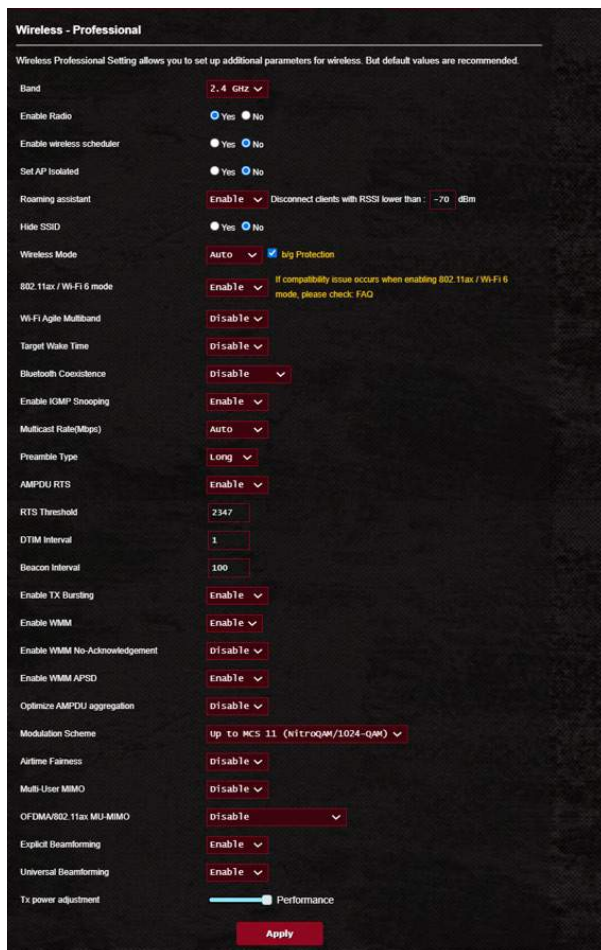 Wireless - Professional
Wireless Professional Setting allows you to set up additional parameters for wireless. But default values are recommended.
Band 2.4 GHz
Enable Radio Yes No
Enable wireless scheduler Yes No
Set AP Isolated Yes No
Roaming assistant Enable Disconnect clients with RSSI lower than : -70 dBm
Hide SSID Yes No
Wireless Mode Auto b/g Protection
802.11ax / Wi-Fi 6 mode Enable If compatibility issue occurs when enabling 802.11ax / Wi-Fi 6
mode, please check: FAQ
Wi-Fi Agile Multiband Disable
Target Wake Time Disable
Bluetooth Coexistence Disable
Enable IGMP Snooping Enable
Multicast Rate(Mbps) Auto
Preamble Type Long
AMPDU RTS Enable
RTS Threshold 2347
DTIM Interval 1
Beacon Interval 100
Enable TX Bursting Enable
Enable WMM Enable
Enable WMM No-Acknowledgement Disable
Enable WMM APSD Enable
Optimize AMPDU aggregation Disable
Modulation Scheme Up to MCS 11 (NitroQAM/1024-QAM)
Airtime Fairness Disable
Multi-User MIMO Disable
OFDMA/802.11ax MU-MIMO Disable
Explicit Beamforming Enable
Universal Beamforming Enable
Tx power adjustment Performance
Apply